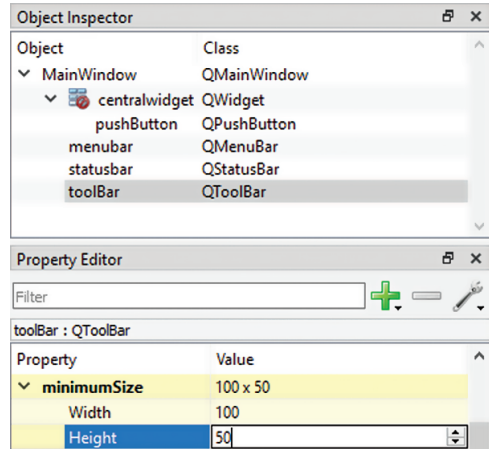 Object Inspector
Object Class
MainWindow QMainWindow
centralwidget QWidget
pushButton QPushButton
menubar QMenuBar
statusbar QStatusBar
toolBar QToolBar
Property Editor
Filter
toolBar : QToolBar
Property Value
minimumSize 100 x 50
Width 100
Height 50